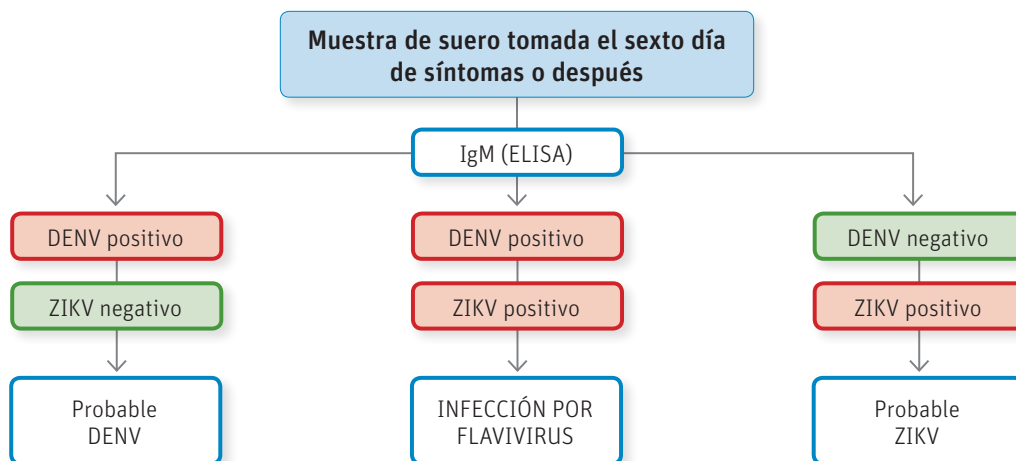 Muestra de suero tomada el sexto día
de síntomas o después
IgM (ELISA)
DENV positivo
ZIKV negativo
Probable
DENV
DENV positivo
ZIKV positivo
INFECCIÓN POR
FLAVIVIRUS
DENV negativo
ZIKV positivo
Probable
ZIKV